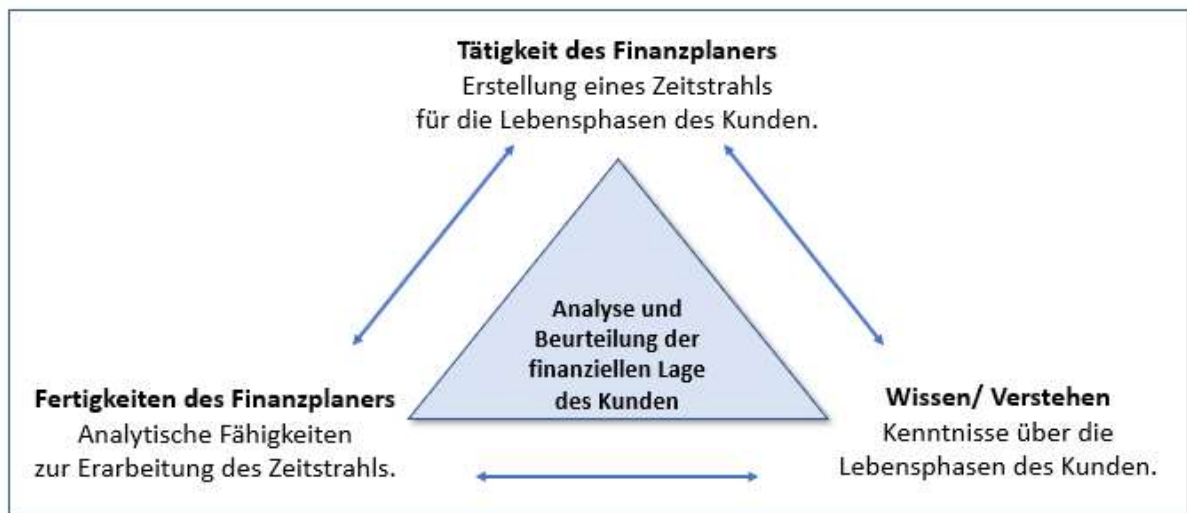 Tätigkeit des Finanzplaners
Erstellung eines Zeitstrahls
für die Lebensphasen des Kunden.
Analyse und
Beurteilung der
finanziellen Lage
des Kunden
Fertigkeiten des Finanzplaners
Analytische Fähigkeiten
zur Erarbeitung des Zeitstrahls.
Wissen/ Verstehen
Kenntnisse über die
Lebensphasen des Kunden.